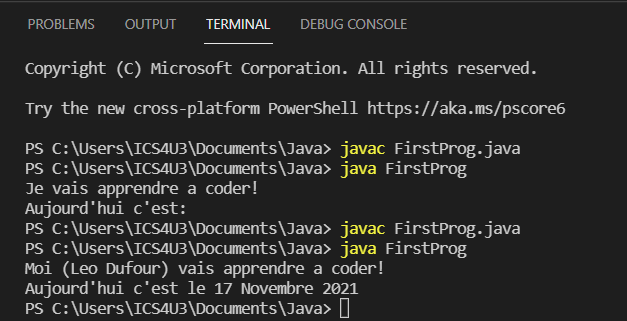 PROBLEMS OUTPUT TERMINAL DEBUG CONSOLE
Copyright (C) Microsoft Corporation. All rights reserved.
Try the new cross-platform PowerShell https://aka.ms/pscore6
PS C:\Users\ICS4U3\Documents\Java> javac FirstProg.java
PS C:\Users\ICS4U3\Documents\Java> java FirstProg
Je vais apprendre a coder!
Aujourd'hui c'est:
PS C:\Users\ICS4U3\Documents\Java> javac FirstProg.java
PS C:\Users\ICS4U3\Documents\Java> java FirstProg
Moi (Leo Dufour) vais apprendre a coder!
Aujourd'hui c'est le 17 Novembre 2021
PS C:\Users\ICS4U3\Documents\Java>